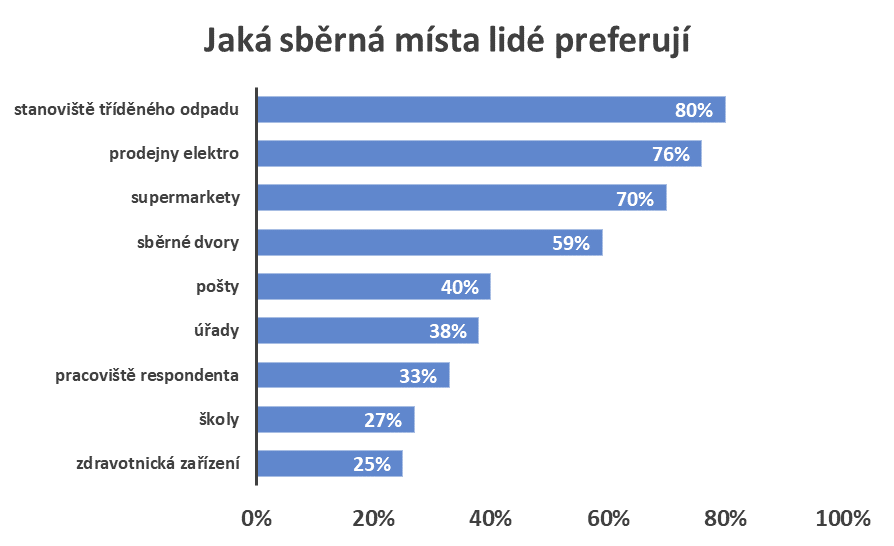 Jaká sběrná místa lidé preferují
stanoviště tříděného odpadu 80%
prodejny elektro 76%
supermarkety 70%
sběrné dvory 59%
pošty 40%
úřady 38%
pracoviště respondenta 33%
školy 27%
zdravotnická zařízení 25%
0% 20% 40% 60% 80% 100%